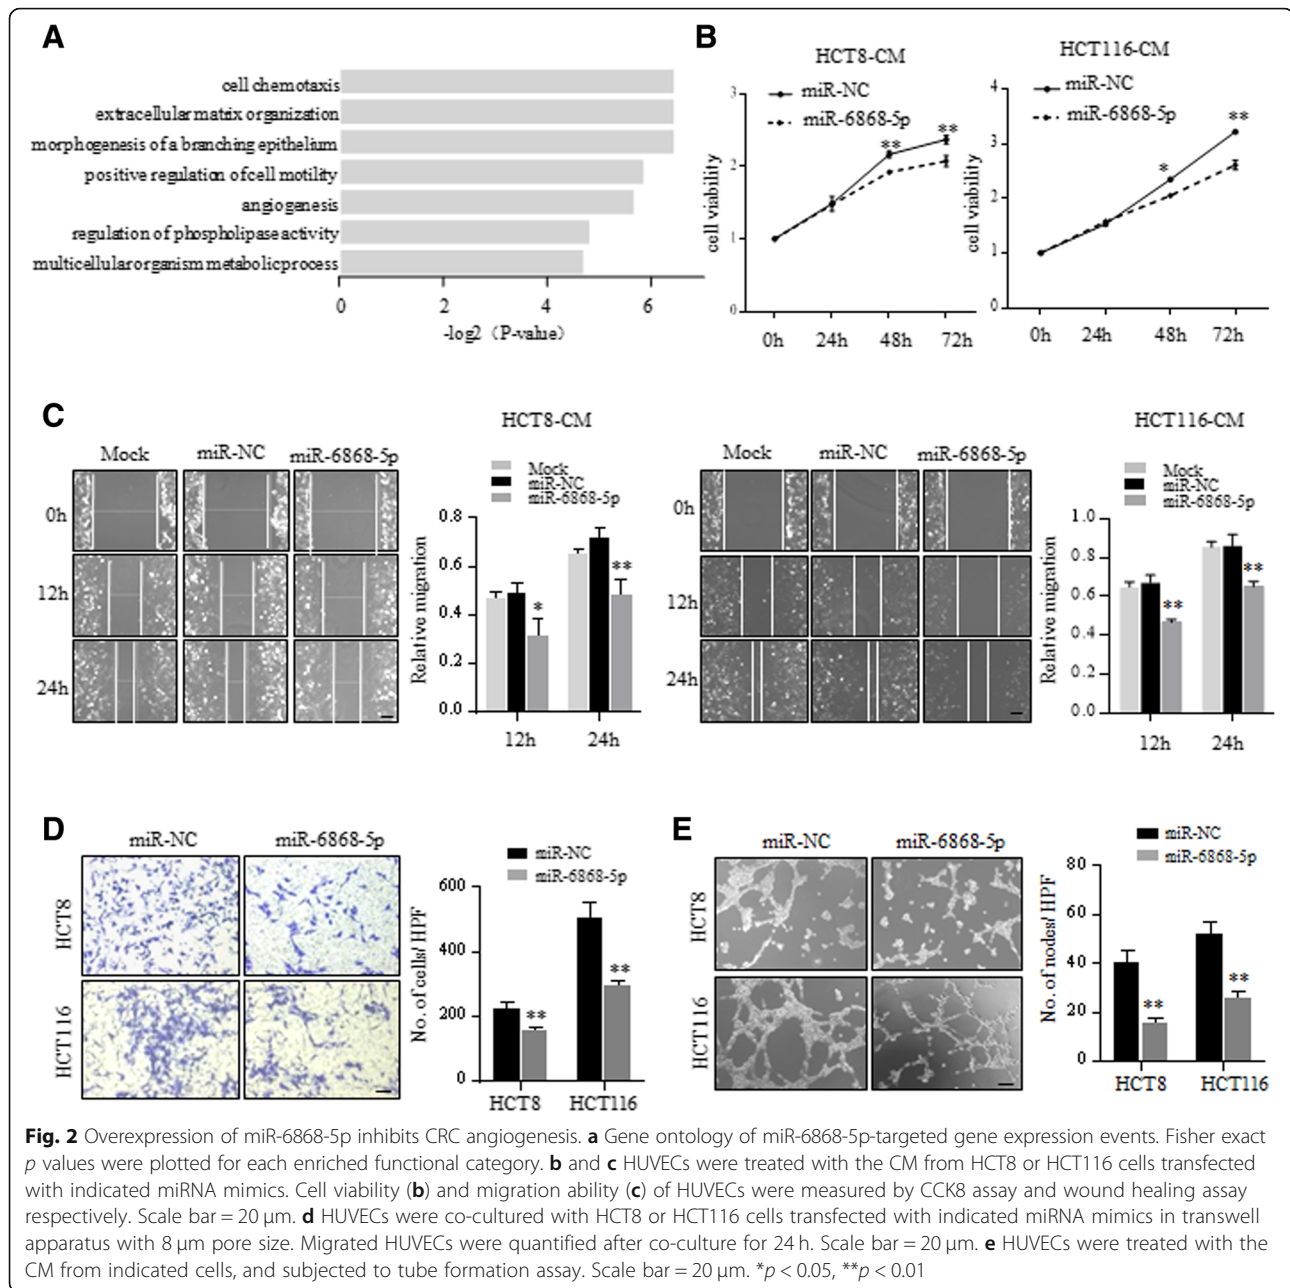 A
cell chemotaxis
extracellular matrix organization
morphogenesis of a branching epithelium
positive regulation of cell motility
angiogenesis
regulation of phospholipase activity
multicellular organism metabolic process
0 2 4 6
-log2（P-value）
B
HCT8-CM
miR-NC
miR-6868-5p
cell viability
3
2
1
0
** **
0h 24h 48h 72h
HCT116-CM
miR-NC
miR-6868-5p
cell viability
4
3
2
1
0
* **
0h 24h 48h 72h
C
Mock miR-NC miR-6868-5p
0h
12h
24h
HCT8-CM
Mock
miR-NC
miR-6868-5p
Relative migration
0.8
0.6
0.4
0.2
0.0
* **
12h 24h
Mock miR-NC miR-6868-5p
0h
12h
24h
HCT116-CM
Mock
miR-NC
miR-6868-5p
Relative migration
1.0
0.8
0.6
0.4
0.2
0.0
** **
12h 24h
D
miR-NC miR-6868-5p
HCT8
HCT116
miR-NC
miR-6868-5p
No. of cells/ HPF
600
400
200
0
** **
HCT8 HCT116
E
miR-NC miR-6868-5p
HCT8
HCT116
miR-NC
miR-6868-5p
No. of nodes/ HPF
80
60
40
20
0
** **
HCT8 HCT116
Fig. 2 Overexpression of miR-6868-5p inhibits CRC angiogenesis. a Gene ontology of miR-6868-5p-targeted gene expression events. Fisher exact
p values were plotted for each enriched functional category. b and c HUVECs were treated with the CM from HCT8 or HCT116 cells transfected
with indicated miRNA mimics. Cell viability (b) and migration ability (c) of HUVECs were measured by CCK8 assay and wound healing assay
respectively. Scale bar = 20 μm. d HUVECs were co-cultured with HCT8 or HCT116 cells transfected with indicated miRNA mimics in transwell
apparatus with 8 μm pore size. Migrated HUVECs were quantified after co-culture for 24 h. Scale bar = 20 μm. e HUVECs were treated with the
CM from indicated cells, and subjected to tube formation assay. Scale bar = 20 μm. *p < 0.05, **p < 0.01